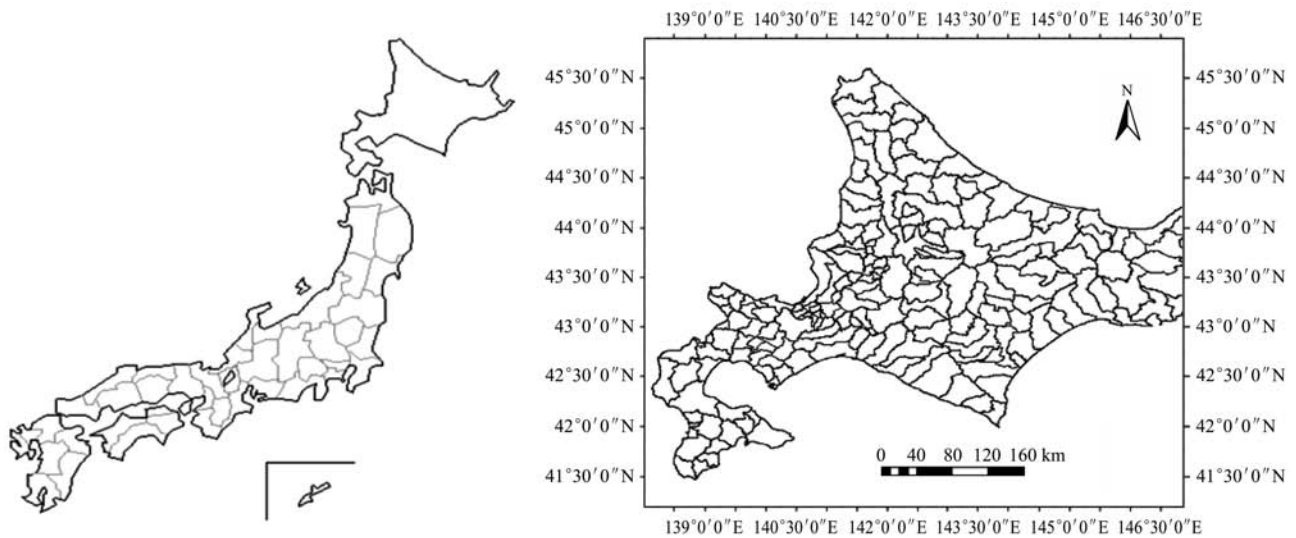 139°0′0″E 140°30′0″E 142°0′0″E 143°30′0″E 145°0′0″E 146°30′0″E
45°30′0″N 45°30′0″N
N
45°0′0″N 45°0′0″N
44°30′0″N 44°30′0″N
44°0′0″N 44°0′0″N
43°30′0″N 43°30′0″N
43°0′0″N 43°0′0″N
42°30′0″N 42°30′0″N
42°0′0″N 42°0′0″N
0 40 80 120 160 km
41°30′0″N 41°30′0″N
139°0′0″E 140°30′0″E 142°0′0″E 143°30′0″E 145°0′0″E 146°30′0″E